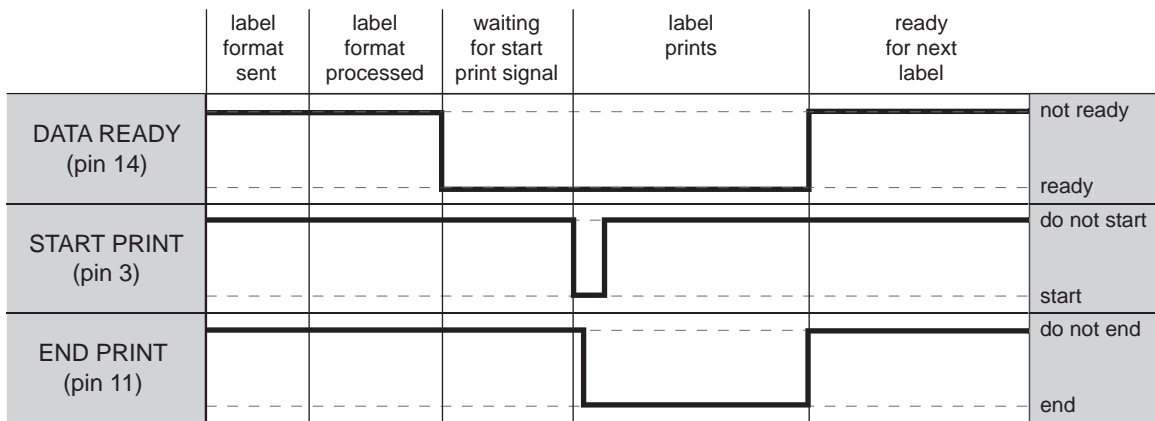 label
format
sent
label
format
processed
waiting
for start
print signal
label
prints
ready
for next
label
DATA READY
(pin 14)
not ready
ready
START PRINT
(pin 3)
do not start
start
END PRINT
(pin 11)
do not end
end